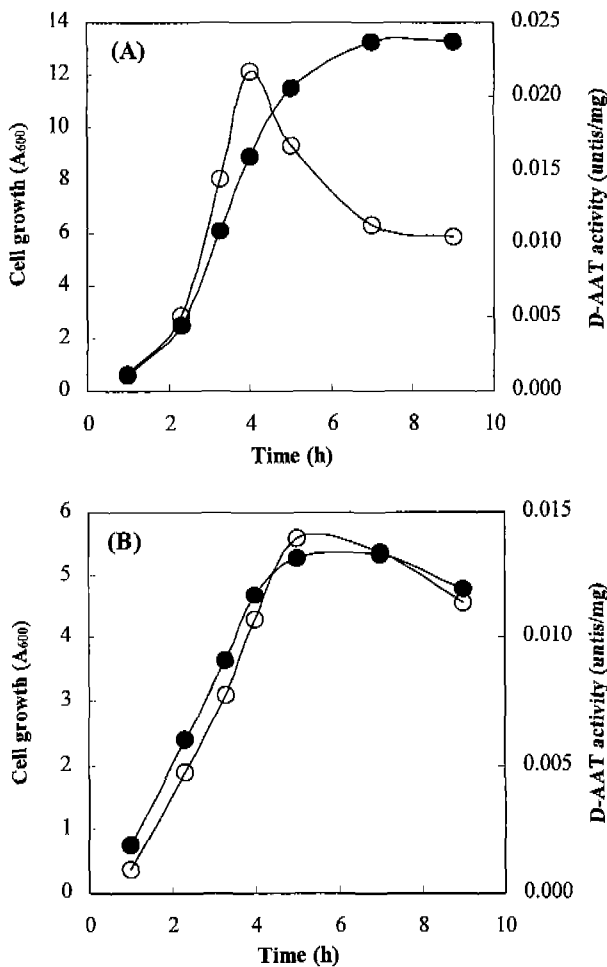 (A)
14
12
10
8
6
4
2
0
Cell growth (A600)
0.025
0.020
0.015
0.010
0.005
0.000
D-AAT activity (untis/mg)
0 2 4 6 8 10
Time (h)
(B)
6
5
4
3
2
1
0
Cell growth (A600)
0.015
0.010
0.005
0.000
D-AAT activity (untis/mg)
0 2 4 6 8 10
Time (h)